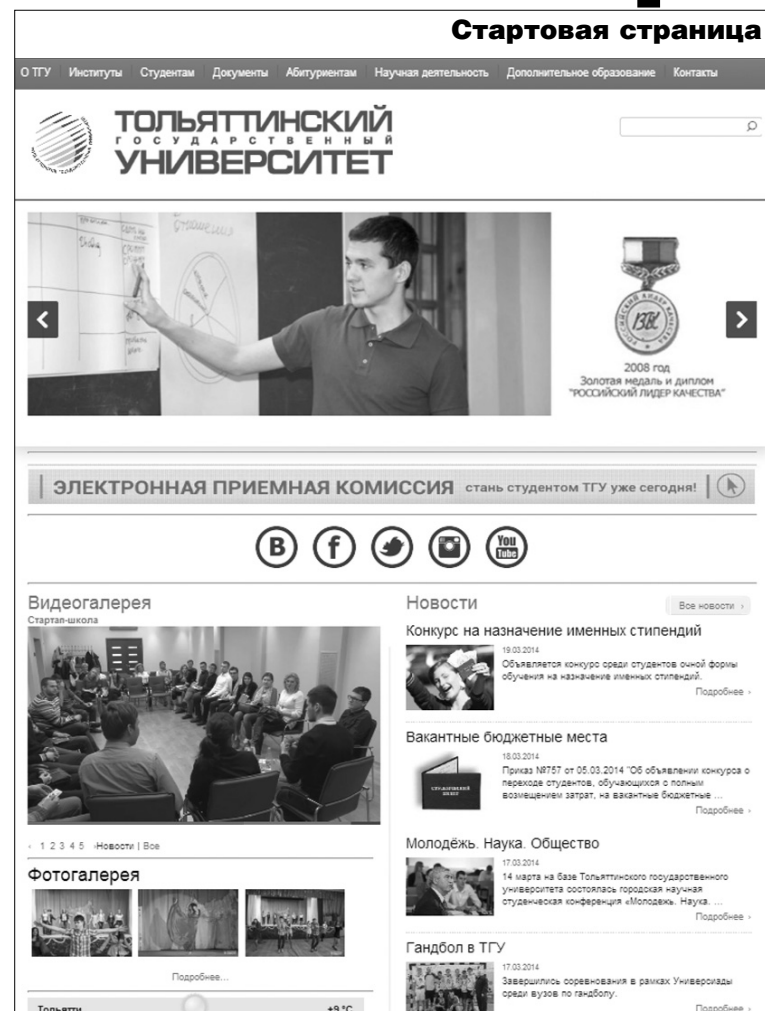 Стартовая страница
О ТГУ Институты Студентам Документы Абитуриентам Научная деятельность Дополнительное образование Контакты
ТОЛЬЯТТИНСКИЙ
ГОСУДАРСТВЕННЫЙ
УНИВЕРСИТЕТ
2008 год
Золотая медаль и диплом
"РОССИЙСКИЙ ЛИДЕР КАЧЕСТВА"
ЭЛЕКТРОННАЯ ПРИЕМНАЯ КОМИССИЯ стань студентом ТГУ уже сегодня!
You
Tube
Видеогалерея
Стартап-школа
‹ 1 2 3 4 5 ›Новости | Все
Фотогалерея
Подробнее...
Тольятти +9 °C
Новости
Все новости ›
Конкурс на назначение именных стипендий
19.03.2014
Объявляется конкурс среди студентов очной формы
обучения на назначение именных стипендий.
Подробнее ›
Вакантные бюджетные места
18.03.2014
Приказ №757 от 05.03.2014 "Об объявлении конкурса о
переходе студентов, обучающихся с полным
возмещением затрат, на вакантные бюджетные ...
Подробнее ›
Молодёжь. Наука. Общество
17.03.2014
14 марта на базе Тольяттинского государственного
университета состоялась городская научная
студенческая конференция «Молодежь. Наука. ...
Подробнее ›
Гандбол в ТГУ
17.03.2014
Завершились соревнования в рамках Универсиады
среди вузов по гандболу.
Подробнее ›